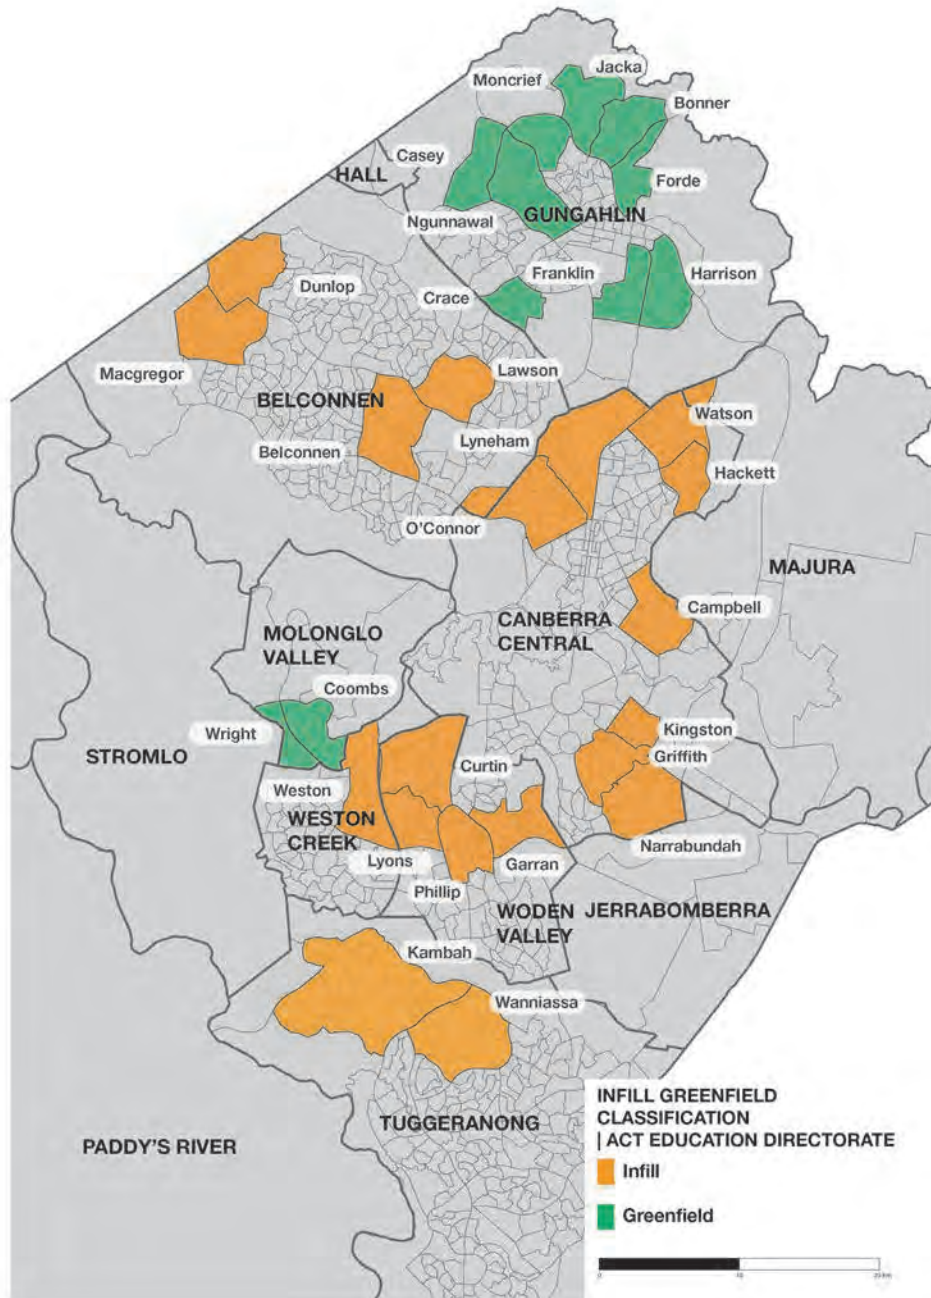 Jacka
Moncrief
Bonner
Casey
HALL
Forde
Ngunnawal
GUNGAHLIN
Franklin
Harrison
Dunlop
Crace
Macgregor
Lawson
BELCONNEN
Watson
Lyneham
Belconnen
Hackett
O'Connor
MAJURA
Campbell
CANBERRA
CENTRAL
MOLONGLO
VALLEY
Coombs
Wright
Kingston
STROMLO
Griffith
Curtin
Weston
WESTON
CREEK
Narrabundah
Lyons
Garran
Phillip
WODEN
VALLEY
JERRABOMBERRA
Kambah
Wanniassa
INFILL GREENFIELD
CLASSIFICATION
| ACT EDUCATION DIRECTORATE
TUGGERANONG
PADDY'S RIVER
Infill
Greenfield
0